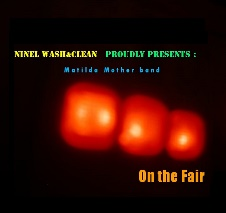 NINEL WASH&CLEAN PROUDLY PRESENTS :
Matilda Mother band
On the Fair